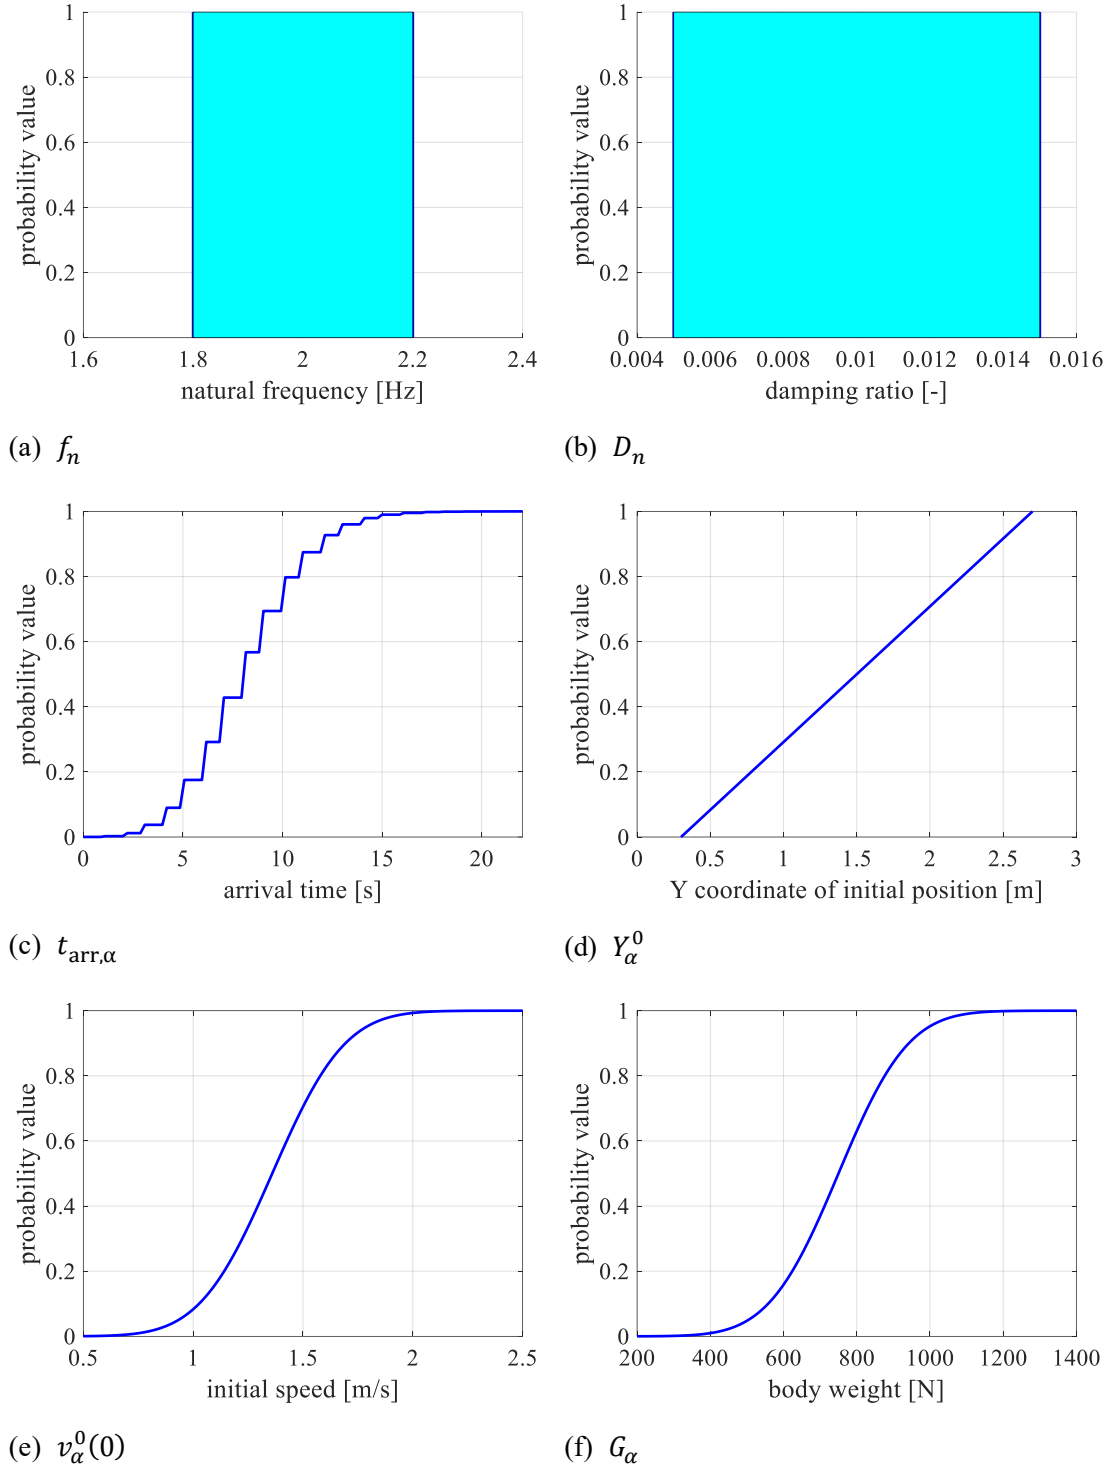 probability value
1
0.8
0.6
0.4
0.2
0
1.6 1.8 2 2.2 2.4
natural frequency [Hz]
(a) fₙ
probability value
1
0.8
0.6
0.4
0.2
0
0.004 0.006 0.008 0.01 0.012 0.014 0.016
damping ratio [-]
(b) Dₙ
probability value
1
0.8
0.6
0.4
0.2
0
0 5 10 15 20
arrival time [s]
(c) t_arr,α
probability value
1
0.8
0.6
0.4
0.2
0
0 0.5 1 1.5 2 2.5 3
Y coordinate of initial position [m]
(d) Y_α^0
probability value
1
0.8
0.6
0.4
0.2
0
0.5 1 1.5 2 2.5
initial speed [m/s]
(e) v_α^0(0)
probability value
1
0.8
0.6
0.4
0.2
0
200 400 600 800 1000 1200 1400
body weight [N]
(f) G_α